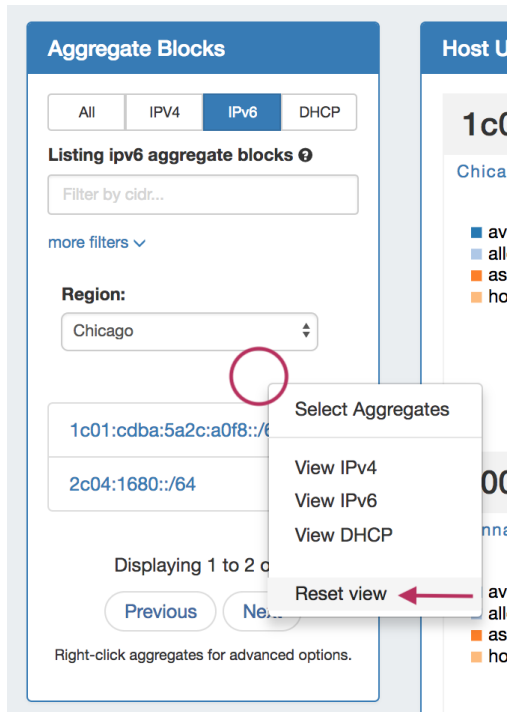 Aggregate Blocks
All IPV4 IPv6 DHCP
Listing ipv6 aggregate blocks
Filter by cidr...
more filters
Region:
Chicago
1c01:cdba:5a2c:a0f8::/6
2c04:1680::/64
Displaying 1 to 2 o
Previous
Right-click aggregates for advanced options.
Select Aggregates
View IPv4
View IPv6
View DHCP
Reset view
Host U
1c0
Chica
av
all
as
ho
00
nna
av
all
as
ho